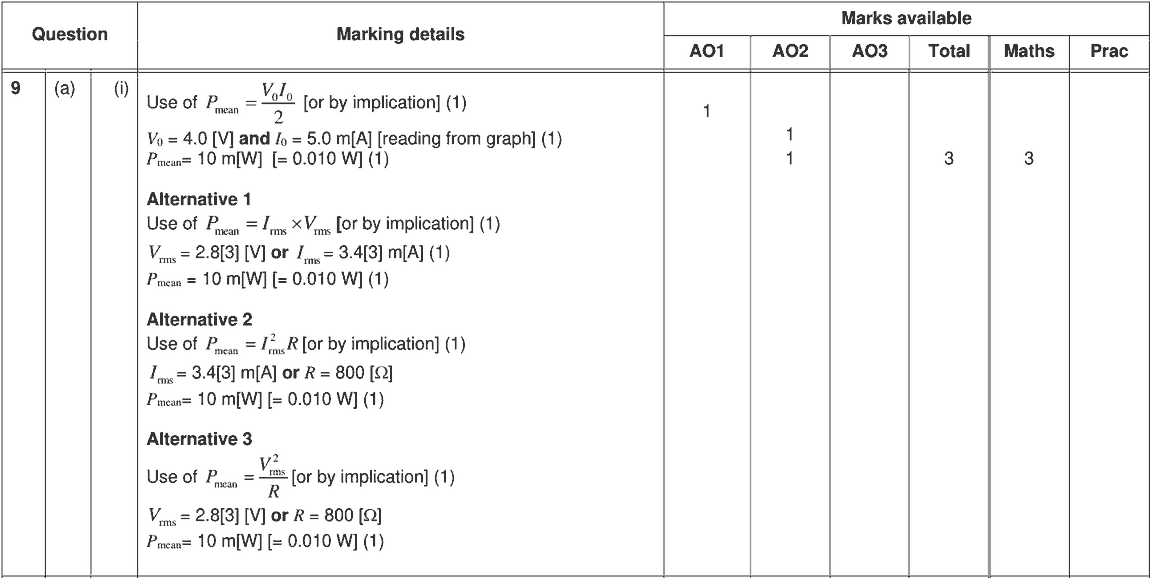 Question Marking details Marks available
AO1 AO2 AO3 Total Maths Prac
9 (a) (i) Use of P_mean = V₀I₀/2 [or by implication] (1) 1
V₀ = 4.0 [V] and I₀ = 5.0 m[A] [reading from graph] (1) 1
P_mean= 10 m[W] [= 0.010 W] (1) 1 3 3
Alternative 1
Use of P_mean = I_rms × V_rms [or by implication] (1)
V_rms = 2.8[3] [V] or I_rms = 3.4[3] m[A] (1)
P_mean = 10 m[W] [= 0.010 W] (1)
Alternative 2
Use of P_mean = I²_rms R [or by implication] (1)
I_rms = 3.4[3] m[A] or R = 800 [Ω]
P_mean= 10 m[W] [= 0.010 W] (1)
Alternative 3
Use of P_mean = V²_rms/R [or by implication] (1)
V_rms = 2.8[3] [V] or R = 800 [Ω]
P_mean= 10 m[W] [= 0.010 W] (1)